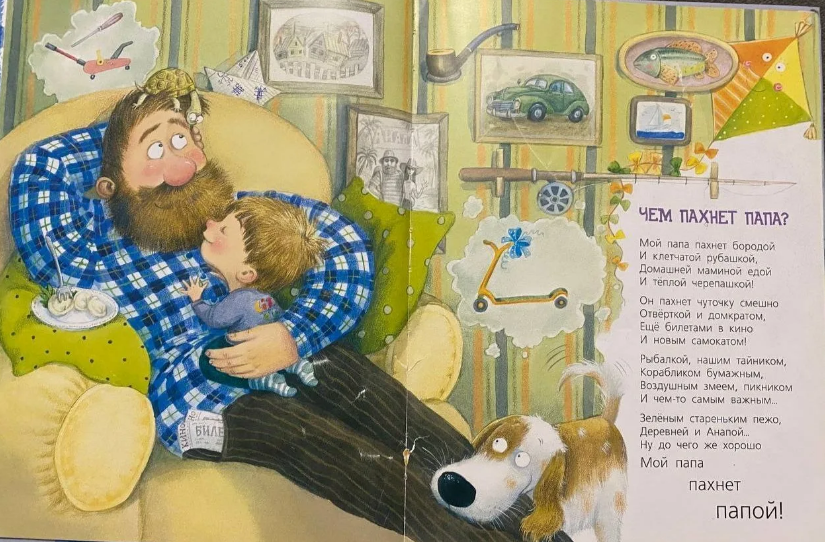 ЧЕМ ПАХНЕТ ПАПА?
Мой папа пахнет бородой
И клетчатой рубашкой,
Домашней маминой едой
И тёплой черепашкой!
Он пахнет чуточку смешно
Отвёрткой и домкратом,
Ещё билетами в кино
И новым самокатом!
Рыбалкой, нашим тайником,
Корабликом бумажным,
Воздушным змеем, пикником
И чем-то самым важным...
Зелёным стареньким пежо,
Деревней и Анапой...
Ну до чего же хорошо
Мой папа
пахнет
папой!
КИНО
БИЛЕ